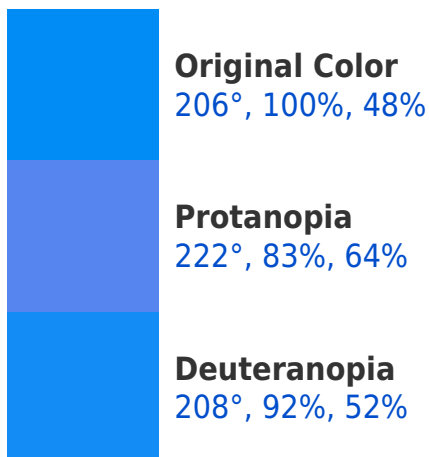 Original Color
206°, 100%, 48%
Protanopia
222°, 83%, 64%
Deuteranopia
208°, 92%, 52%